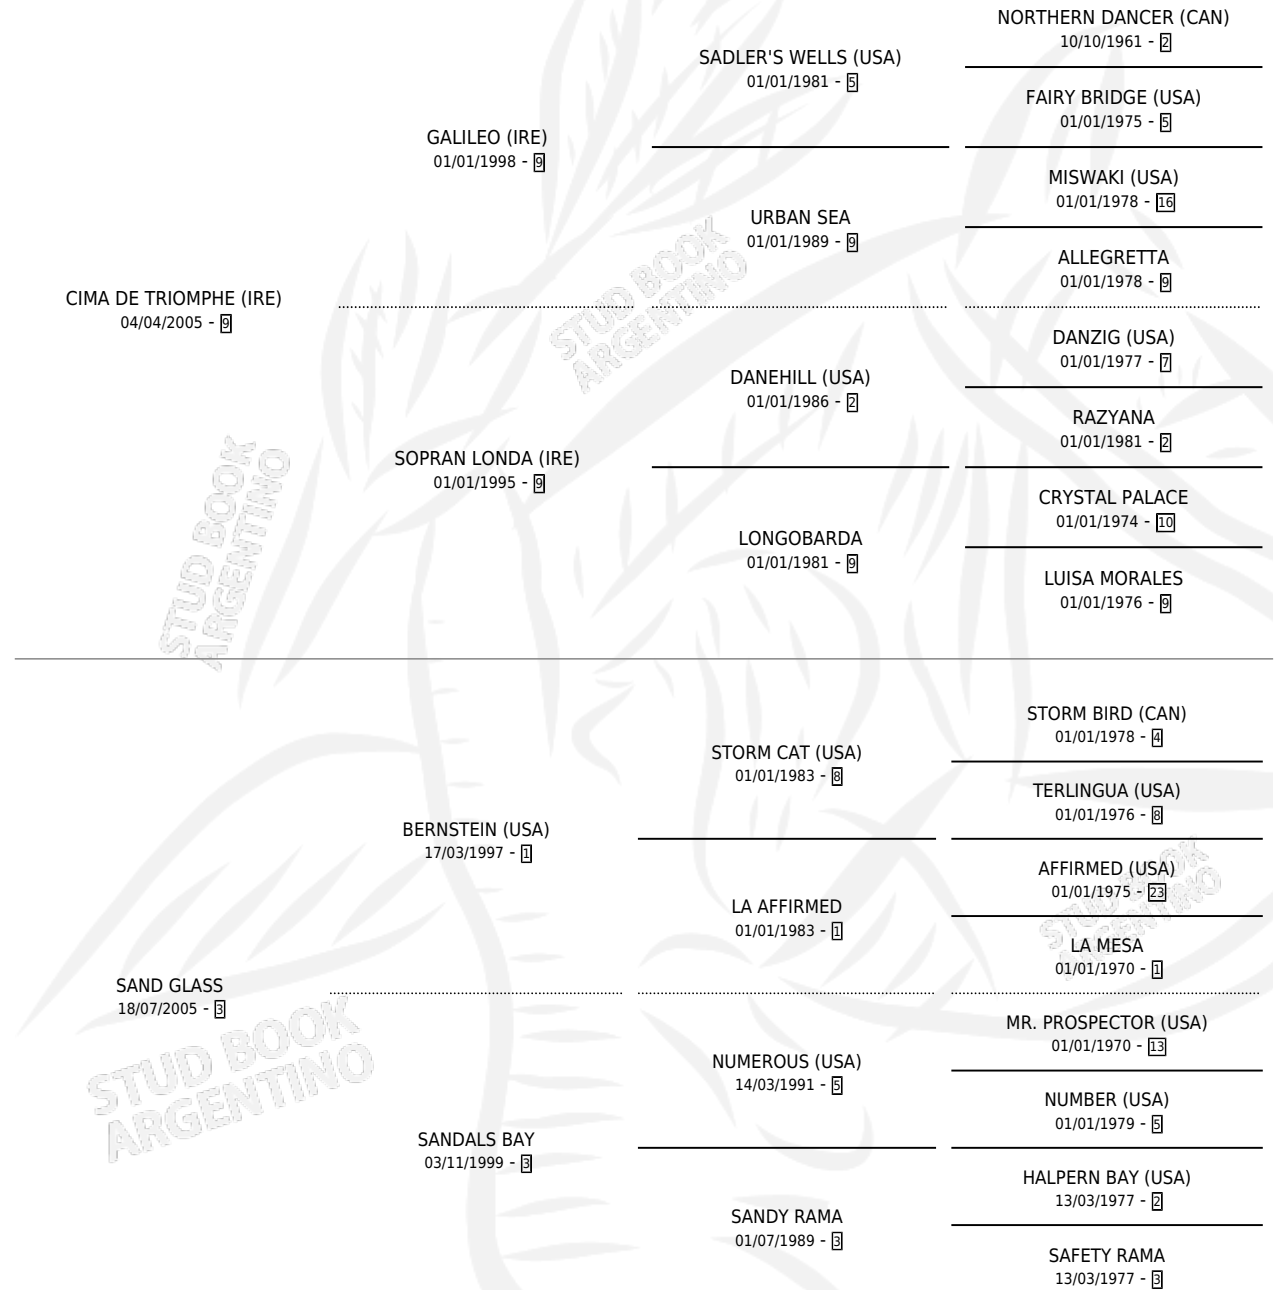 NORTHERN DANCER (CAN)
10/10/1961 - 2
SADLER'S WELLS (USA)
01/01/1981 - 5
FAIRY BRIDGE (USA)
01/01/1975 - 5
GALILEO (IRE)
01/01/1998 - 9
MISWAKI (USA)
01/01/1978 - 16
URBAN SEA
01/01/1989 - 9
ALLEGRETTA
01/01/1978 - 9
CIMA DE TRIOMPHE (IRE)
04/04/2005 - 9
DANZIG (USA)
01/01/1977 - 7
DANEHILL (USA)
01/01/1986 - 2
RAZYANA
01/01/1981 - 2
SOPRAN LONDA (IRE)
01/01/1995 - 9
CRYSTAL PALACE
01/01/1974 - 10
LONGOBARDA
01/01/1981 - 9
LUISA MORALES
01/01/1976 - 9
STORM BIRD (CAN)
01/01/1978 - 4
STORM CAT (USA)
01/01/1983 - 8
TERLINGUA (USA)
01/01/1976 - 8
BERNSTEIN (USA)
17/03/1997 - 1
AFFIRMED (USA)
01/01/1975 - 23
LA AFFIRMED
01/01/1983 - 1
LA MESA
01/01/1970 - 1
SAND GLASS
18/07/2005 - 3
MR. PROSPECTOR (USA)
01/01/1970 - 13
NUMEROUS (USA)
14/03/1991 - 5
NUMBER (USA)
01/01/1979 - 5
SANDALS BAY
03/11/1999 - 3
HALPERN BAY (USA)
13/03/1977 - 2
SANDY RAMA
01/07/1989 - 3
SAFETY RAMA
13/03/1977 - 3
STUD BOOK
ARGENTINO
STUD BOOK
ARGENTINO
STUD BOOK
ARGENTINO
STUD BOOK
ARGENTINO